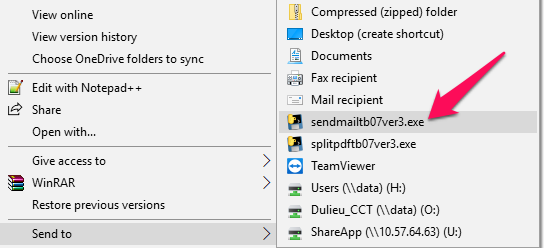 View online
View version history
Choose OneDrive folders to sync
Edit with Notepad++
Share
Open with...
Give access to
WinRAR
Restore previous versions
Send to
Compressed (zipped) folder
Desktop (create shortcut)
Documents
Fax recipient
Mail recipient
sendmailtb07ver3.exe
splitpdftb07ver3.exe
TeamViewer
Users (\\data) (H:)
Dulieu_CCT (\\data) (O:)
ShareApp (\\10.57.64.63) (U:)